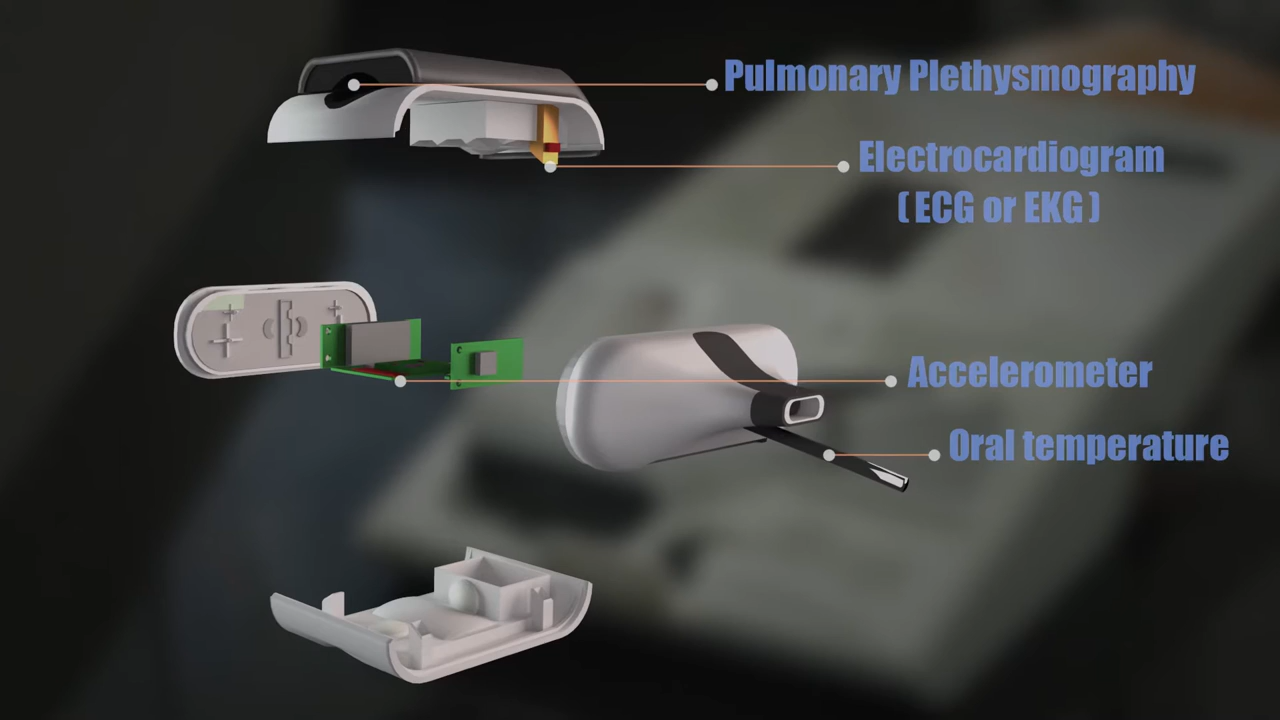 Pulmonary Plethysmography
Electrocardiogram
( ECG or EKG )
Accelerometer
Oral temperature